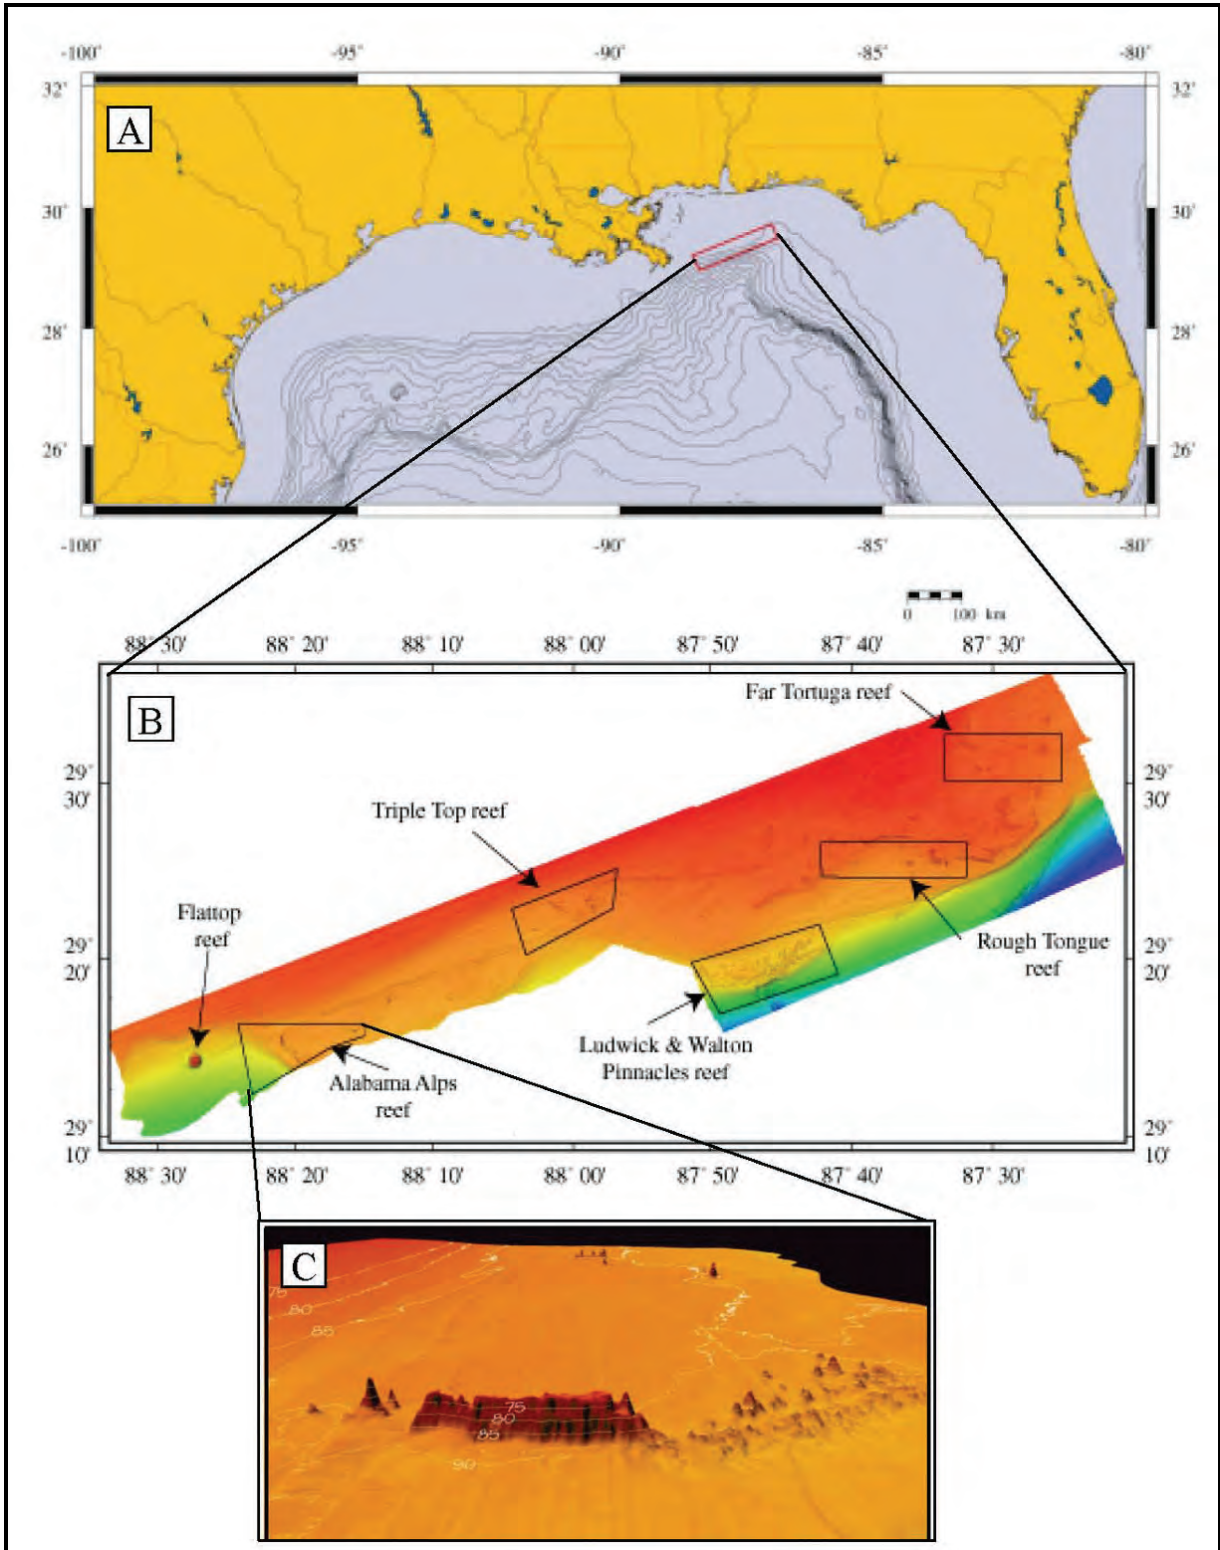 -100° -95° -90° -85° -80°
32° 32°
A
30° 30°
28° 28°
26° 26°
-100° -95° -90° -85° -80°
0 100 km
88° 30' 88° 20' 88° 10' 88° 00' 87° 50' 87° 40' 87° 30'
B
Far Tortuga reef
29° 30'
29° 30'
Triple Top reef
Flattop
reef
29° 20'
29° 20'
Rough Tongue
reef
Ludwick & Walton
Pinnacles reef
Alabama Alps
reef
29° 10'
29° 10'
88° 30' 88° 20' 88° 10' 88° 00' 87° 50' 87° 40' 87° 30'
C
75
80
85
75
80
85
90